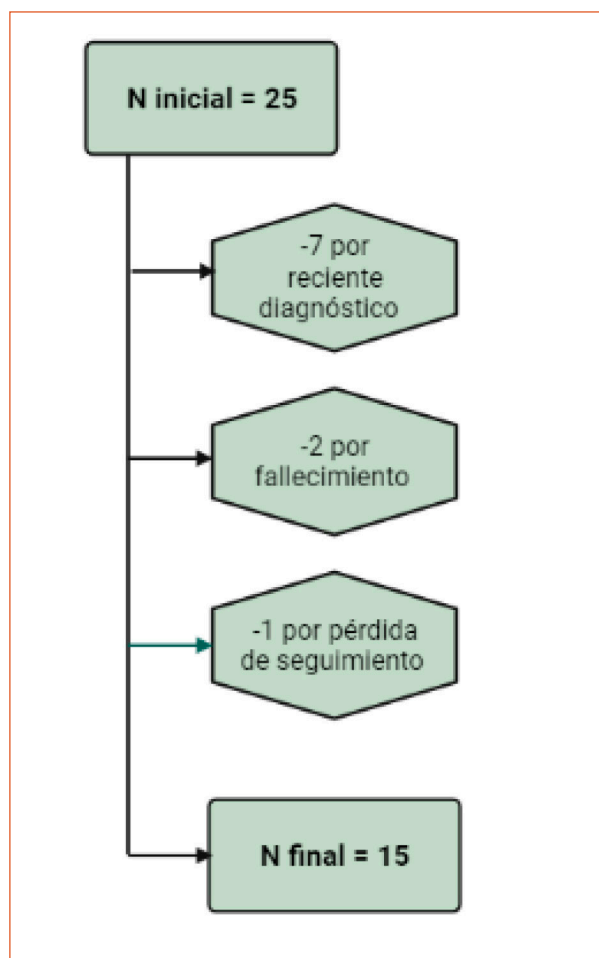 N inicial = 25
-7 por
reciente
diagnóstico
-2 por
fallecimiento
-1 por pérdida
de seguimiento
N final = 15